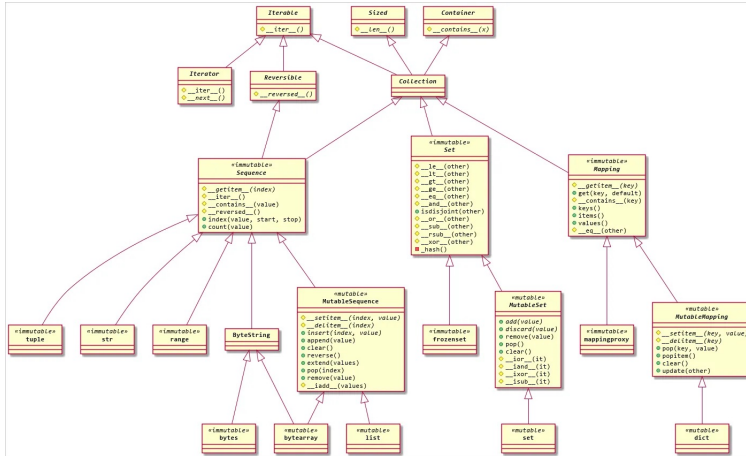 Iterable
__iter__()
Sized
__len__()
Container
__contains__(x)
Iterator
__iter__()
__next__()
Reversible
__reversed__()
Collection
«immutable»
Sequence
__getitem__(index)
__iter__()
__contains__(value)
__reversed__()
index(value, start, stop)
count(value)
«immutable»
Set
__le__(other)
__lt__(other)
__gt__(other)
__ge__(other)
__eq__(other)
__and__(other)
isdisjoint(other)
__or__(other)
__sub__(other)
__rsub__(other)
__xor__(other)
_hash()
«immutable»
Mapping
__getitem__(key)
get(key, default)
__contains__(key)
keys()
items()
values()
__eq__(other)
«immutable»
tuple
«immutable»
str
«immutable»
range
ByteString
«mutable»
MutableSequence
__setitem__(index, value)
__delitem__(index)
insert(index, value)
append(value)
clear()
reverse()
extend(values)
pop(index)
remove(value)
__iadd__(values)
«immutable»
frozenset
«mutable»
MutableSet
add(value)
discard(value)
remove(value)
pop()
clear()
__ior__(it)
__iand__(it)
__ixor__(it)
__isub__(it)
«immutable»
mappingproxy
«mutable»
MutableMapping
__setitem__(key, value)
__delitem__(key)
pop(key, value)
popitem()
clear()
update(other)
«immutable»
bytes
«mutable»
bytearray
«mutable»
list
«mutable»
set
«mutable»
dict